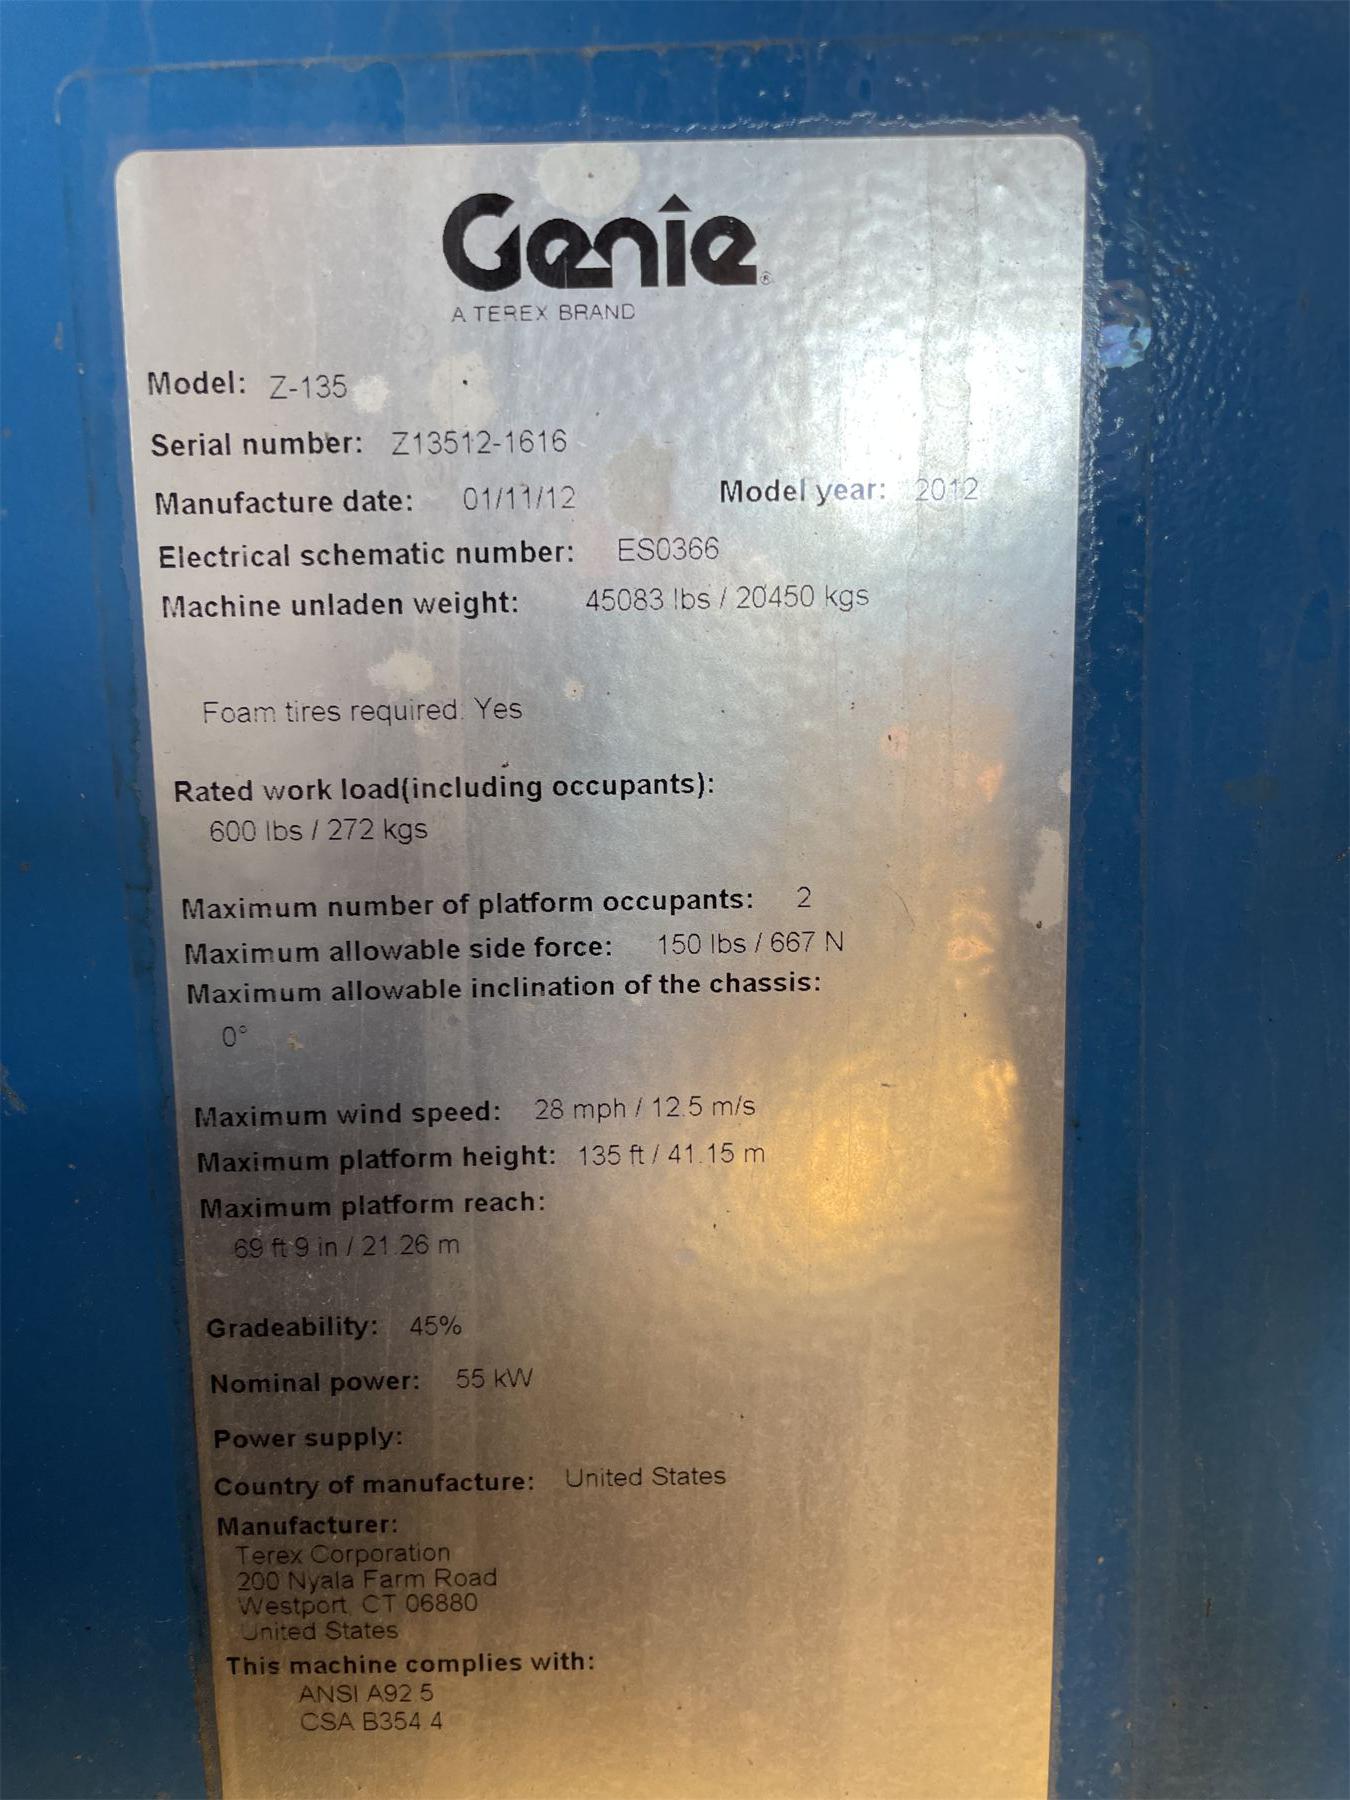 Genie®
A TEREX BRAND
Model: Z-135
Serial number: Z13512-1616
Manufacture date: 01/11/12 Model year: 2012
Electrical schematic number: ES0366
Machine unladen weight: 45083 lbs / 20450 kgs
Foam tires required: Yes
Rated work load(including occupants):
600 lbs / 272 kgs
Maximum number of platform occupants: 2
Maximum allowable side force: 150 lbs / 667 N
Maximum allowable inclination of the chassis:
0°
Maximum wind speed: 28 mph / 12.5 m/s
Maximum platform height: 135 ft / 41.15 m
Maximum platform reach:
69 ft 9 in / 21.26 m
Gradeability: 45%
Nominal power: 55 kW
Power supply:
Country of manufacture: United States
Manufacturer:
Terex Corporation
200 Nyala Farm Road
Westport, CT 06880
United States
This machine complies with:
ANSI A92.5
CSA B354.4